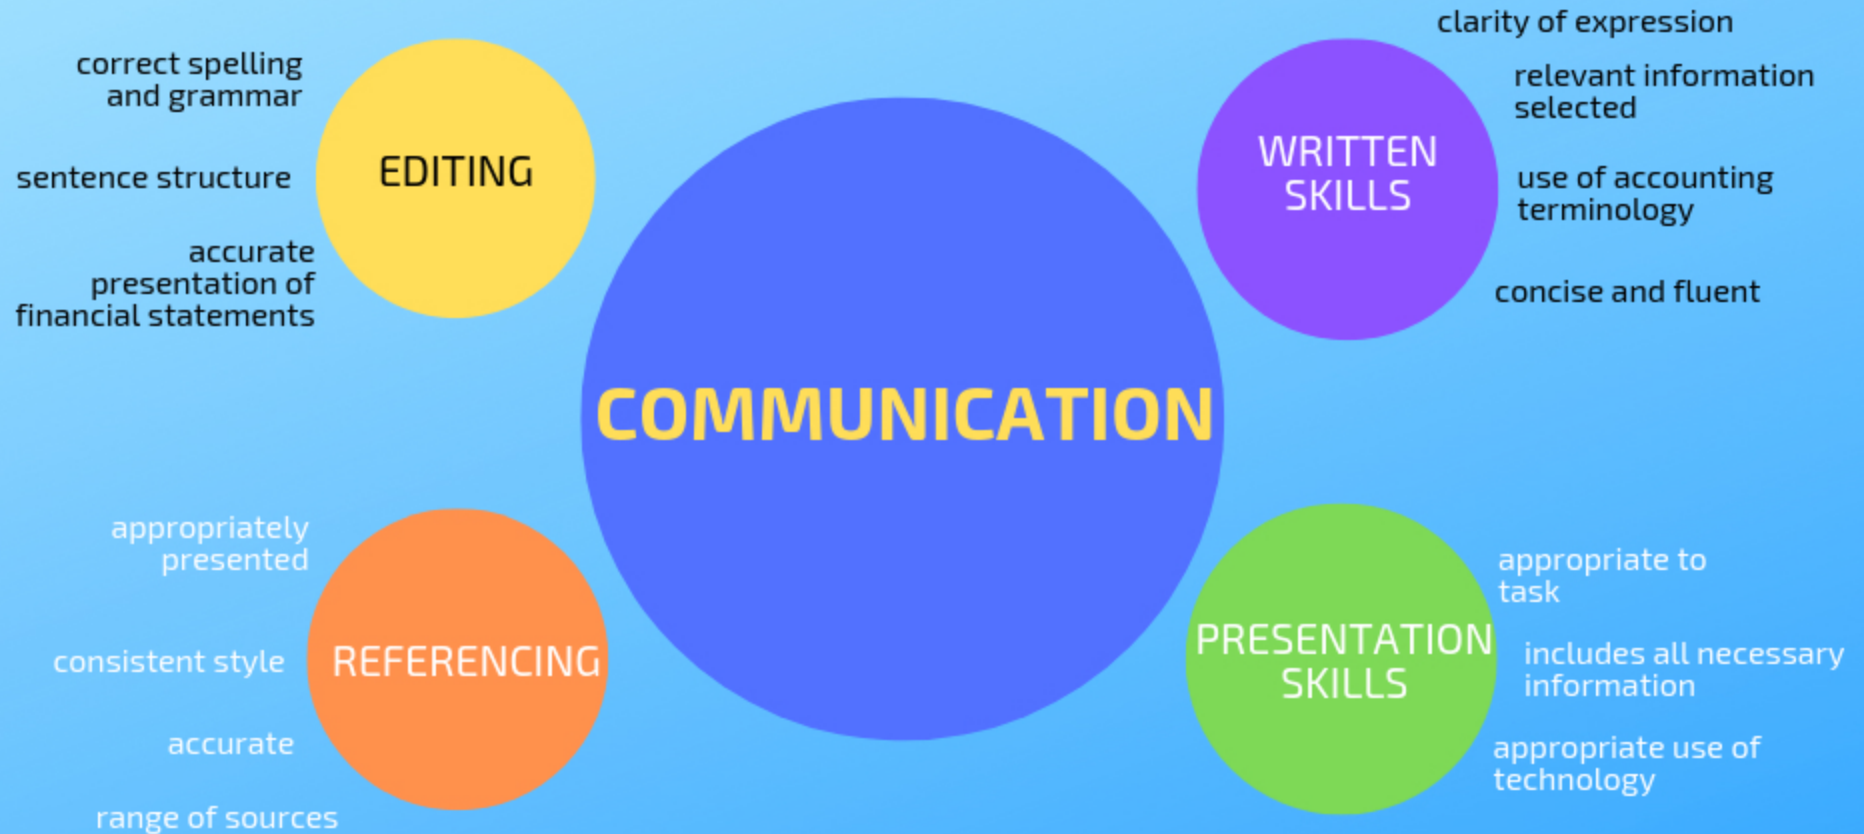 correct spelling
and grammar
sentence structure
accurate
presentation of
financial statements
EDITING
clarity of expression
relevant information
selected
use of accounting
terminology
concise and fluent
WRITTEN
SKILLS
COMMUNICATION
appropriately
presented
consistent style
accurate
range of sources
REFERENCING
PRESENTATION
SKILLS
appropriate to
task
includes all necessary
information
appropriate use of
technology